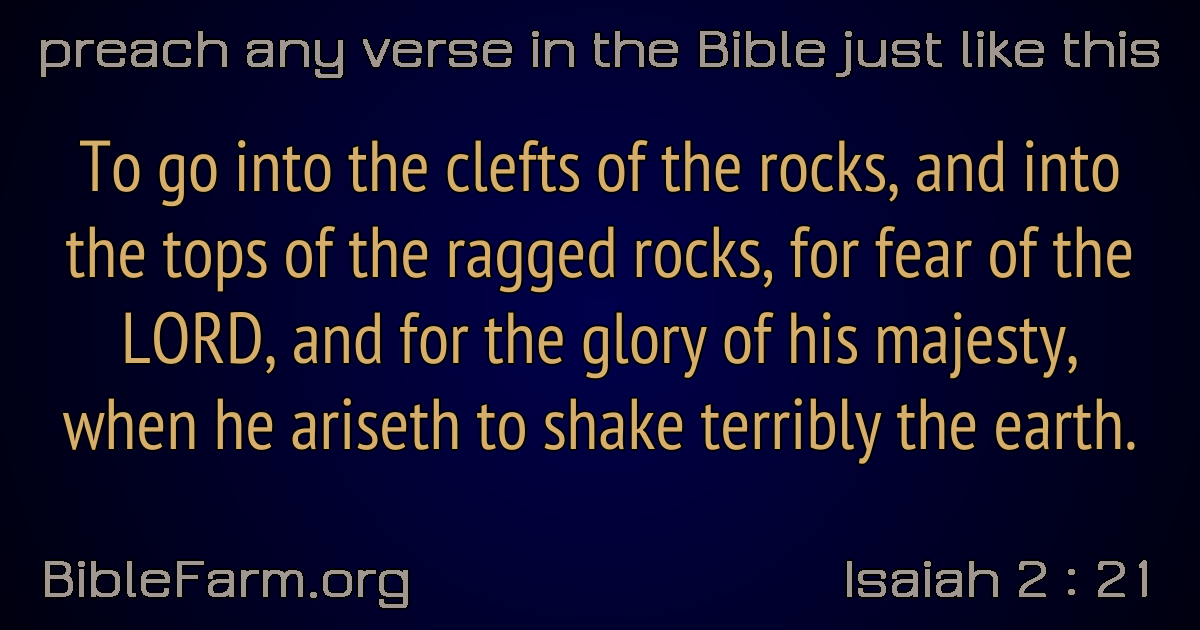 preach any verse in the Bible just like this
To go into the clefts of the rocks, and into
the tops of the ragged rocks, for fear of the
LORD, and for the glory of his majesty,
when he ariseth to shake terribly the earth.
BibleFarm.org
Isaiah 2 : 21